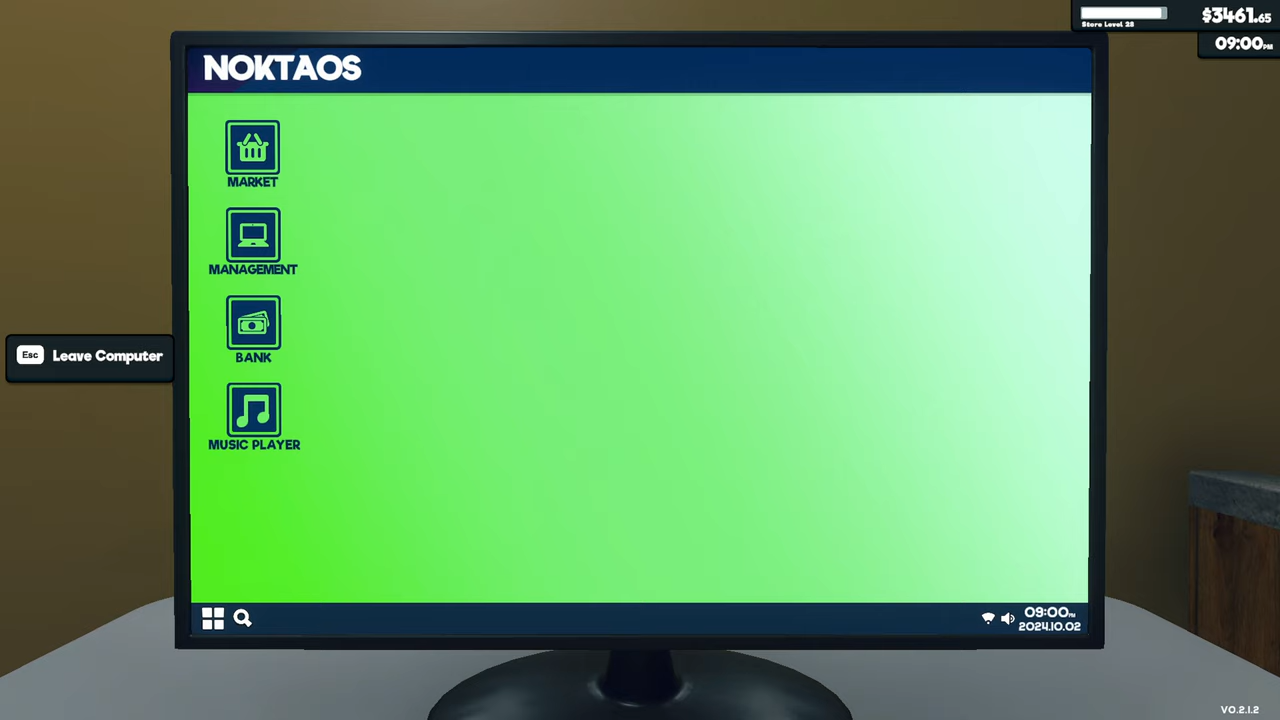 $3461.65
Store Level 28
09:00PM
NOKTAOS
MARKET
MANAGEMENT
BANK
MUSIC PLAYER
Esc Leave Computer
09:00PM
2024.10.02
V0.2.1.2